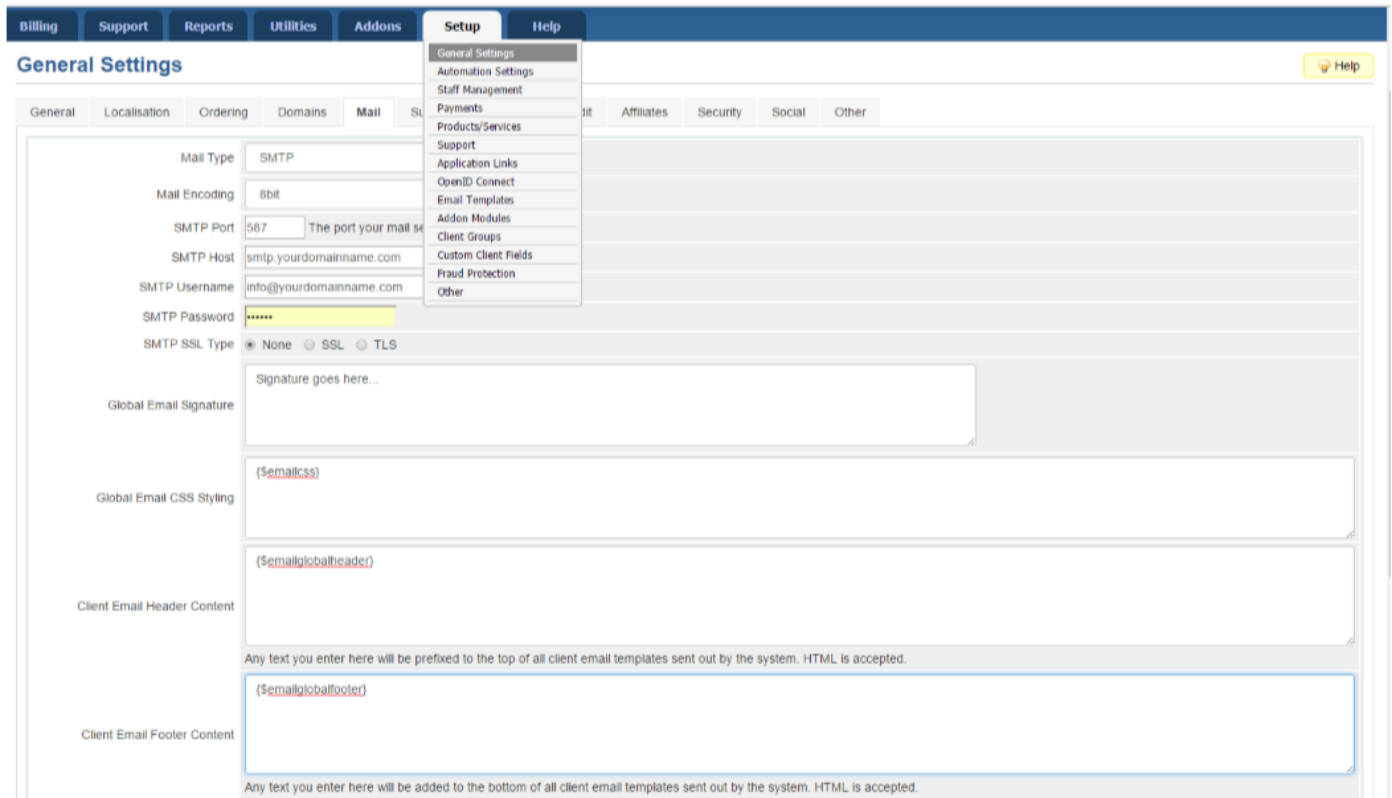 Billing Support Reports Utilities Addons Setup Help
General Settings
Help
General Settings
Automation Settings
Staff Management
Payments
Products/Services
Support
Application Links
OpenID Connect
Email Templates
Addon Modules
Client Groups
Custom Client Fields
Fraud Protection
Other
General Localisation Ordering Domains Mail Affiliates Security Social Other
Mail Type SMTP
Mail Encoding 8bit
SMTP Port 587 The port your mail
SMTP Host smtp.yourdomainname.com
SMTP Username info@yourdomainname.com
SMTP Password ••••••
SMTP SSL Type None SSL TLS
Global Email Signature
Signature goes here...
Global Email CSS Styling
{$emailcss}
Client Email Header Content
{$emailglobalheader}
Any text you enter here will be prefixed to the top of all client email templates sent out by the system. HTML is accepted.
Client Email Footer Content
{$emailglobalfooter}
Any text you enter here will be added to the bottom of all client email templates sent out by the system. HTML is accepted.